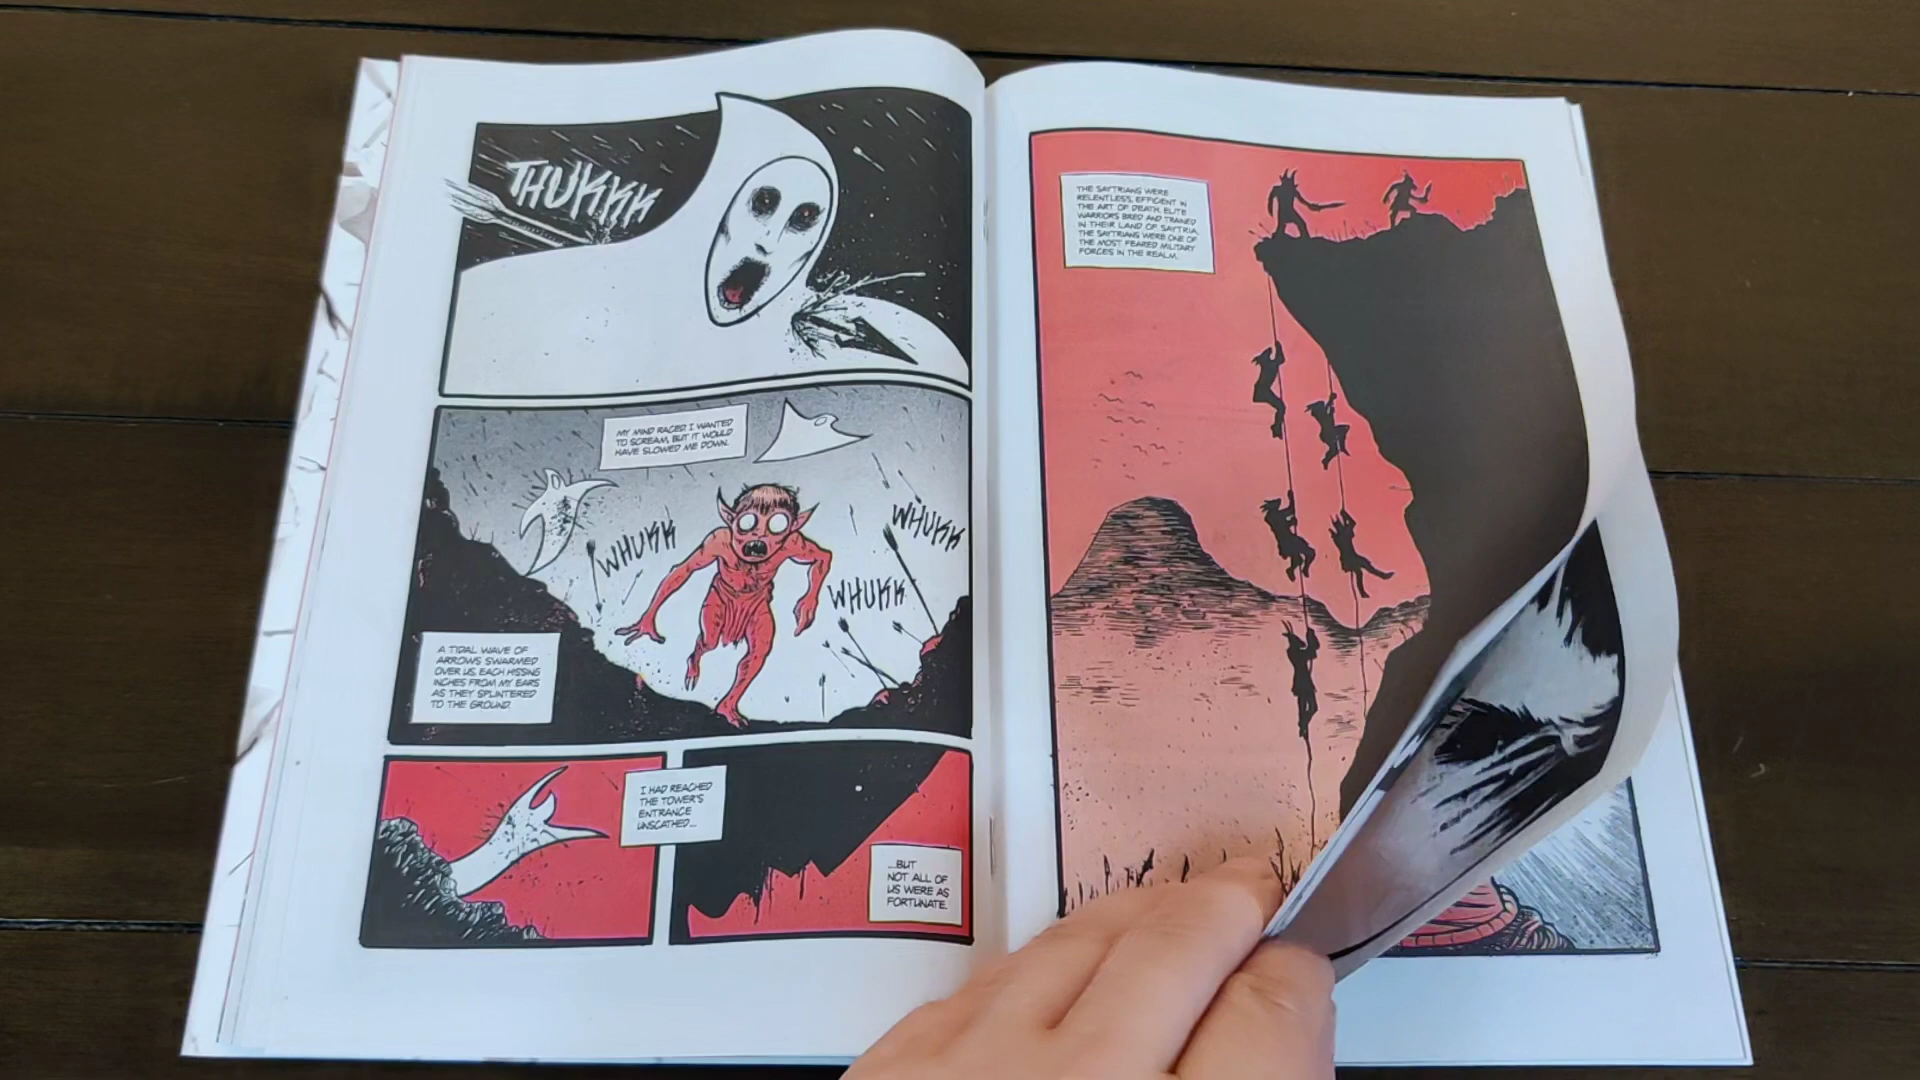 THUKKK
MY MIND RACED. I WANTED
TO SCREAM, BUT IT WOULD
HAVE SLOWED ME DOWN.
WHUKK
WHUKK
WHUKK
A TIDAL WAVE OF
ARROWS SWARMED
OVER US. EACH HISSING
INCHES FROM MY EARS
AS THEY SPLINTERED
TO THE GROUND.
I HAD REACHED
THE TOWER'S
ENTRANCE
UNSCATHED...
...BUT
NOT ALL OF
US WERE AS
FORTUNATE.
THE SAYTRIANS WERE
RELENTLESS, EFFICIENT IN
THE ART OF DEATH. ELITE
WARRIORS BRED AND TRAINED
IN THEIR LAND OF SAYTRIA,
THE SAYTRIANS WERE ONE OF
THE MOST FEARED MILITARY
FORCES IN THE REALM.